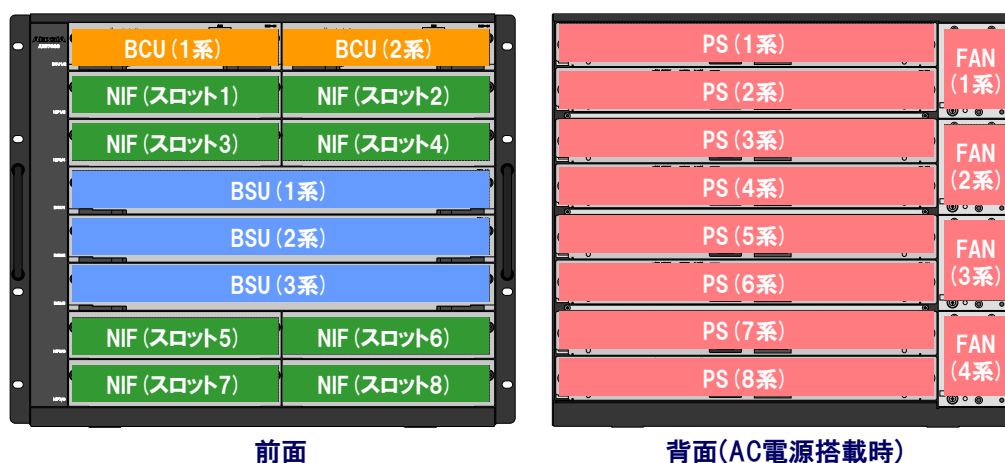 BCU(1系)
BCU(2系)
NIF(スロット1)
NIF(スロット2)
NIF(スロット3)
NIF(スロット4)
BSU(1系)
BSU(2系)
BSU(3系)
NIF(スロット5)
NIF(スロット6)
NIF(スロット7)
NIF(スロット8)
前面
PS(1系)
PS(2系)
PS(3系)
PS(4系)
PS(5系)
PS(6系)
PS(7系)
PS(8系)
FAN
(1系)
FAN
(2系)
FAN
(3系)
FAN
(4系)
背面(AC電源搭載時)